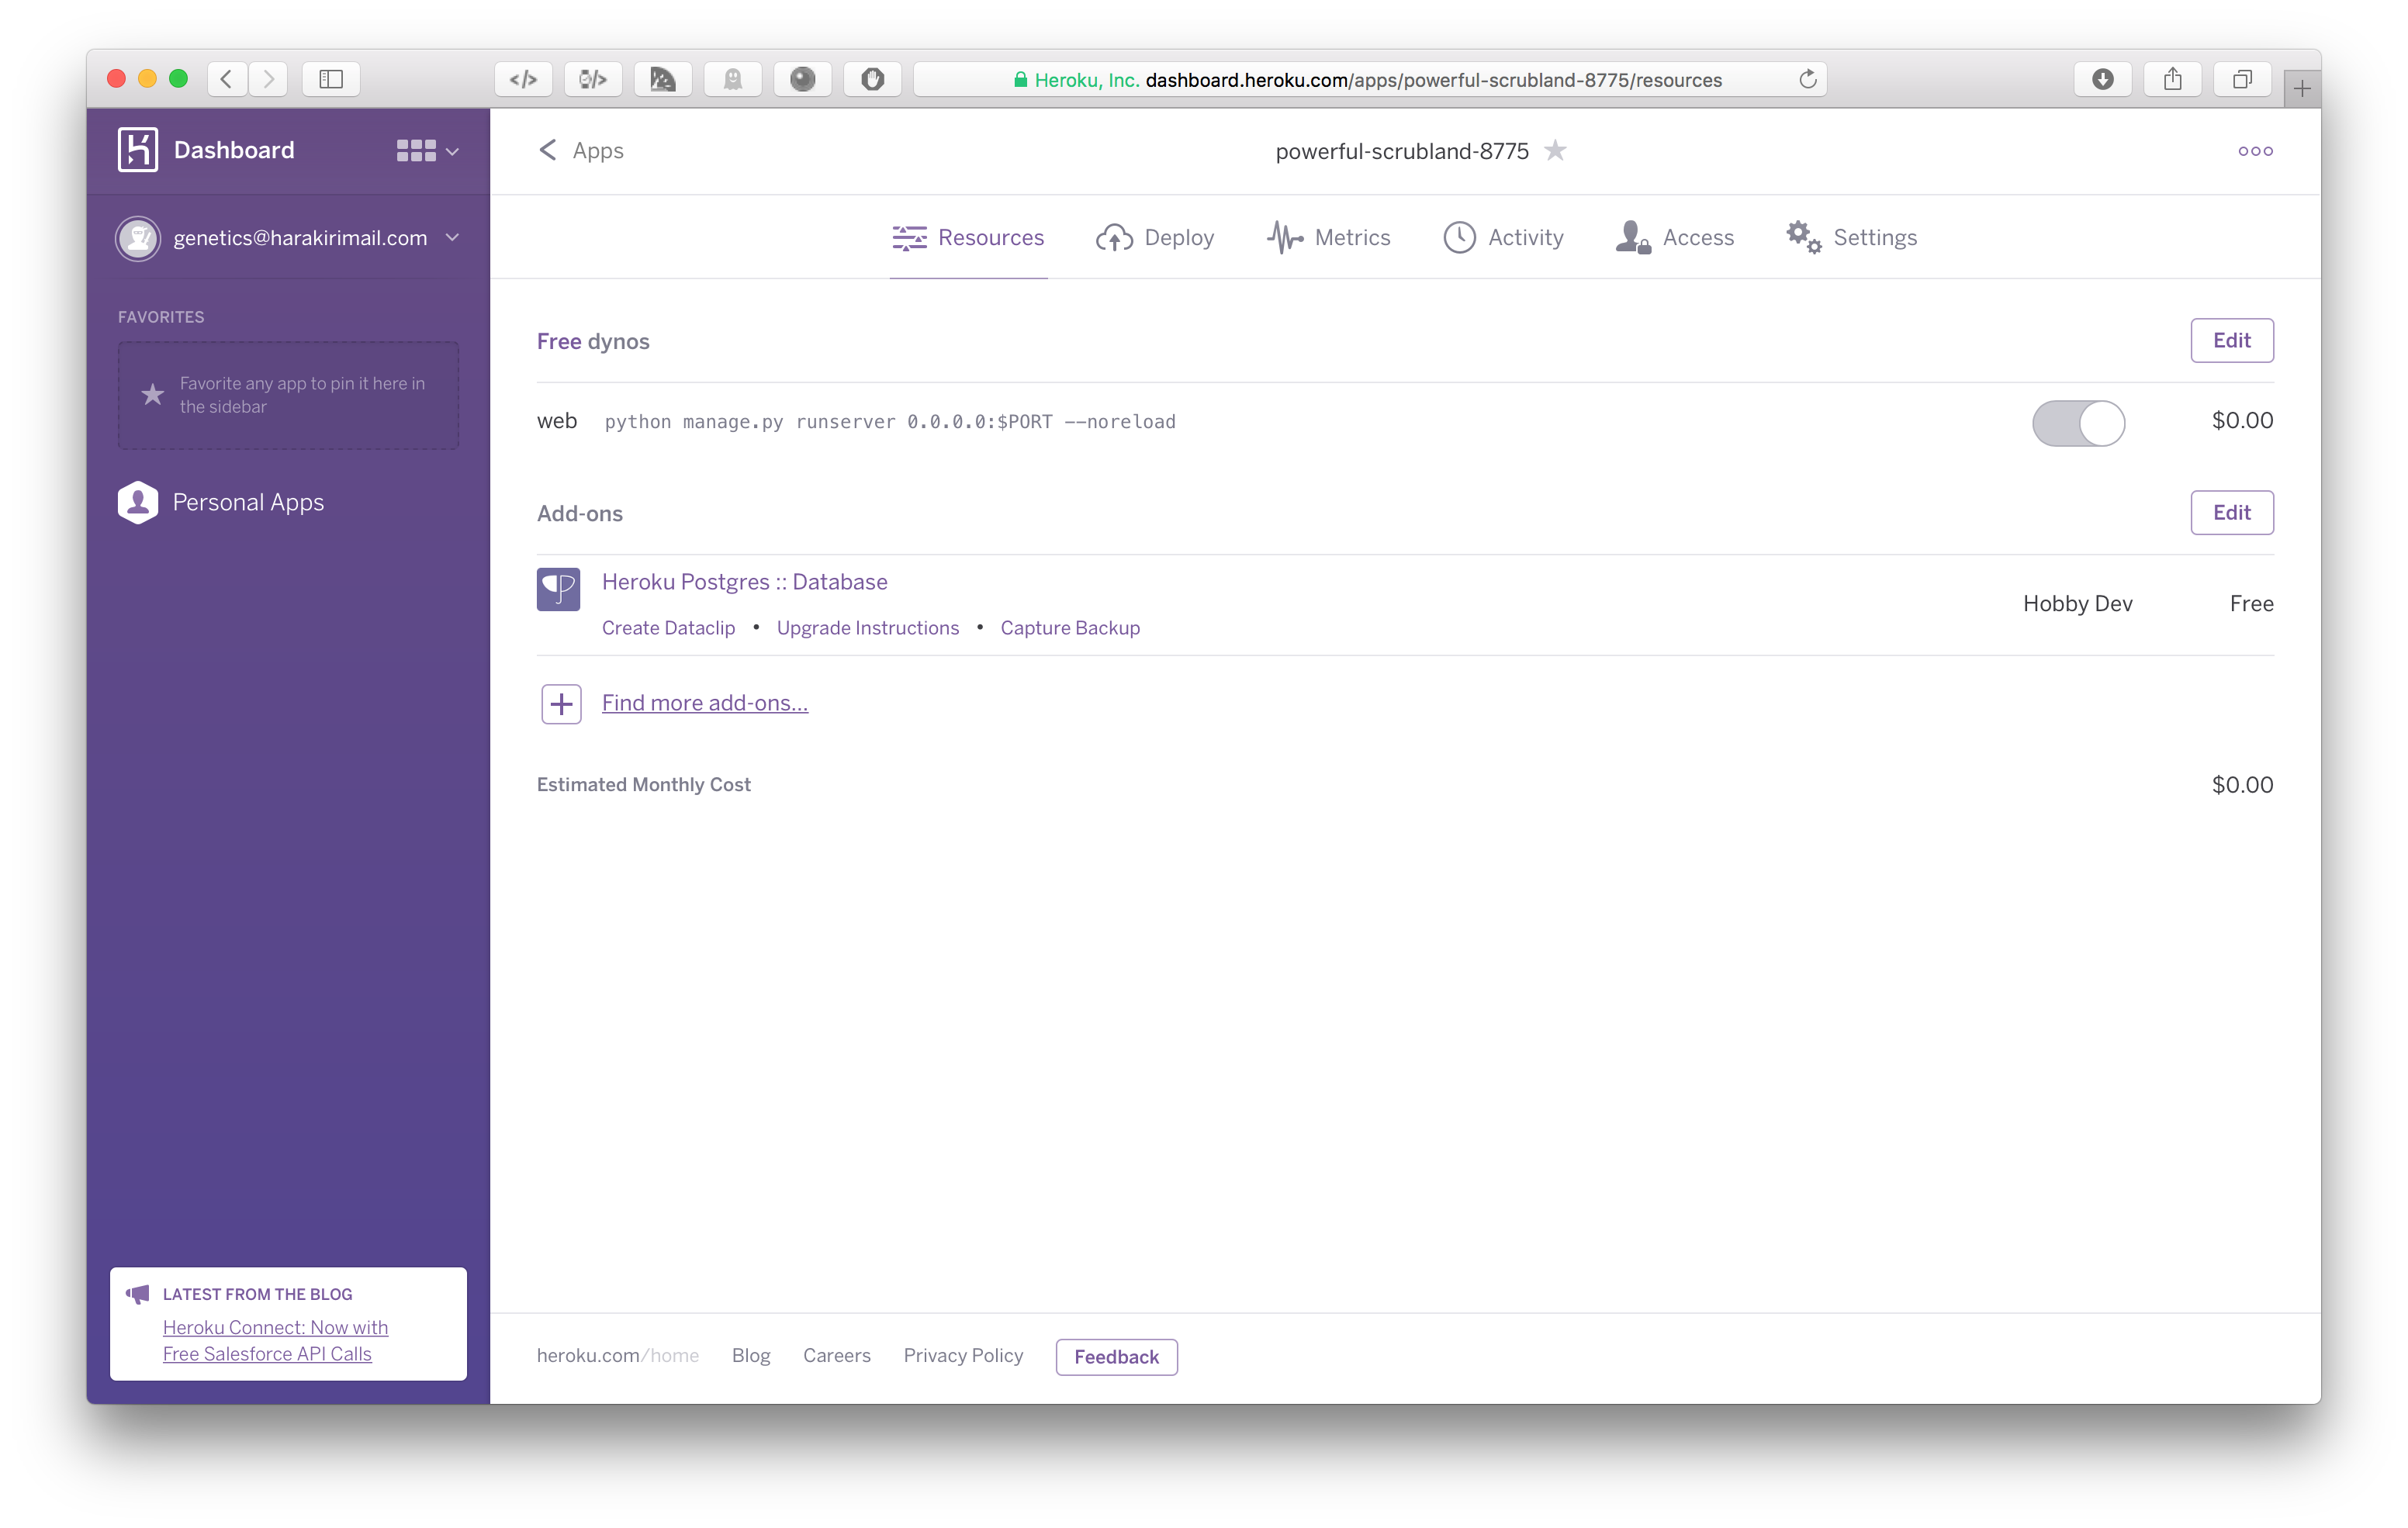 Heroku, Inc. dashboard.heroku.com/apps/powerful-scrubland-8775/resources
Dashboard
Apps
powerful-scrubland-8775
genetics@harakirimail.com
Resources
Deploy
Metrics
Activity
Access
Settings
FAVORITES
Favorite any app to pin it here in
the sidebar
Personal Apps
Free dynos
Edit
web python manage.py runserver 0.0.0.0:$PORT --noreload
$0.00
Add-ons
Edit
Heroku Postgres :: Database
Create Dataclip • Upgrade Instructions • Capture Backup
Hobby Dev
Free
Find more add-ons...
Estimated Monthly Cost
$0.00
LATEST FROM THE BLOG
Heroku Connect: Now with
Free Salesforce API Calls
heroku.com/home
Blog
Careers
Privacy Policy
Feedback